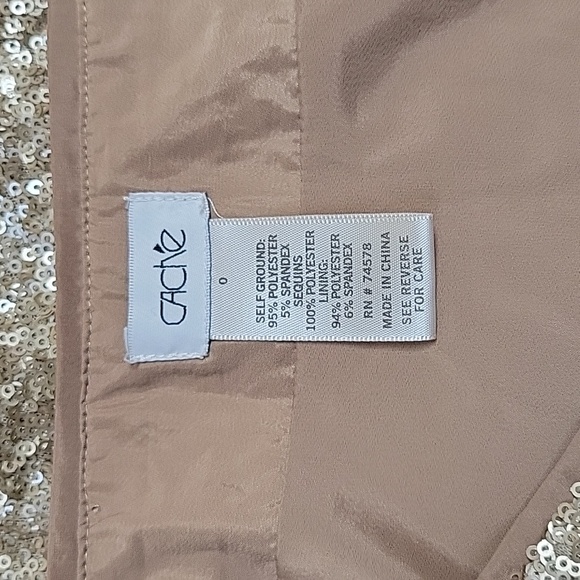 CACHÉ
0
SELF GROUND:
95% POLYESTER
5% SPANDEX
SEQUINS
100% POLYESTER
LINING:
94% POLYESTER
6% SPANDEX
RN # 74578
MADE IN CHINA
SEE REVERSE
FOR CARE